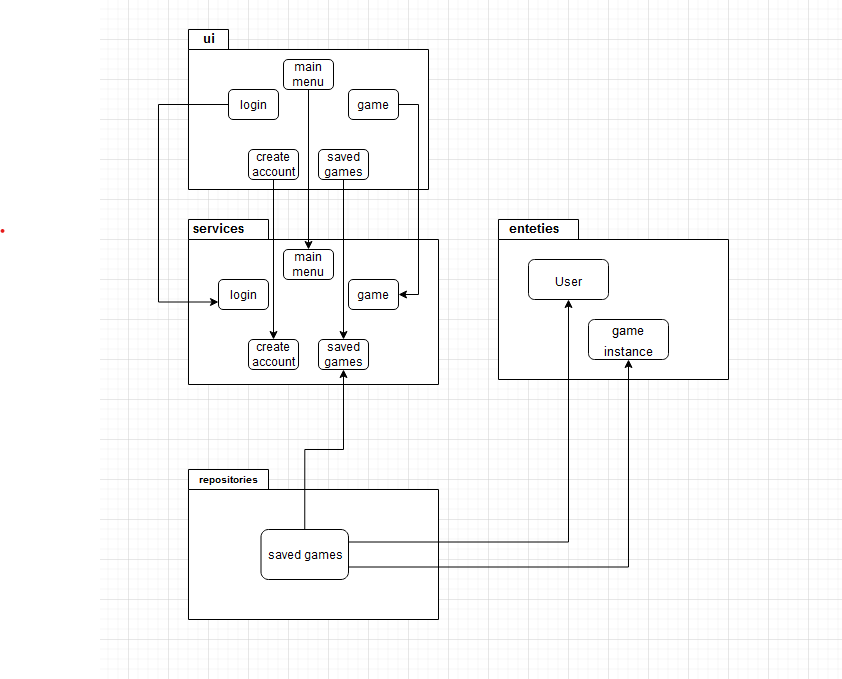 ui
main
menu
login
game
create
account
saved
games
services
main
menu
login
game
create
account
saved
games
enteties
User
game
instance
repositories
saved games